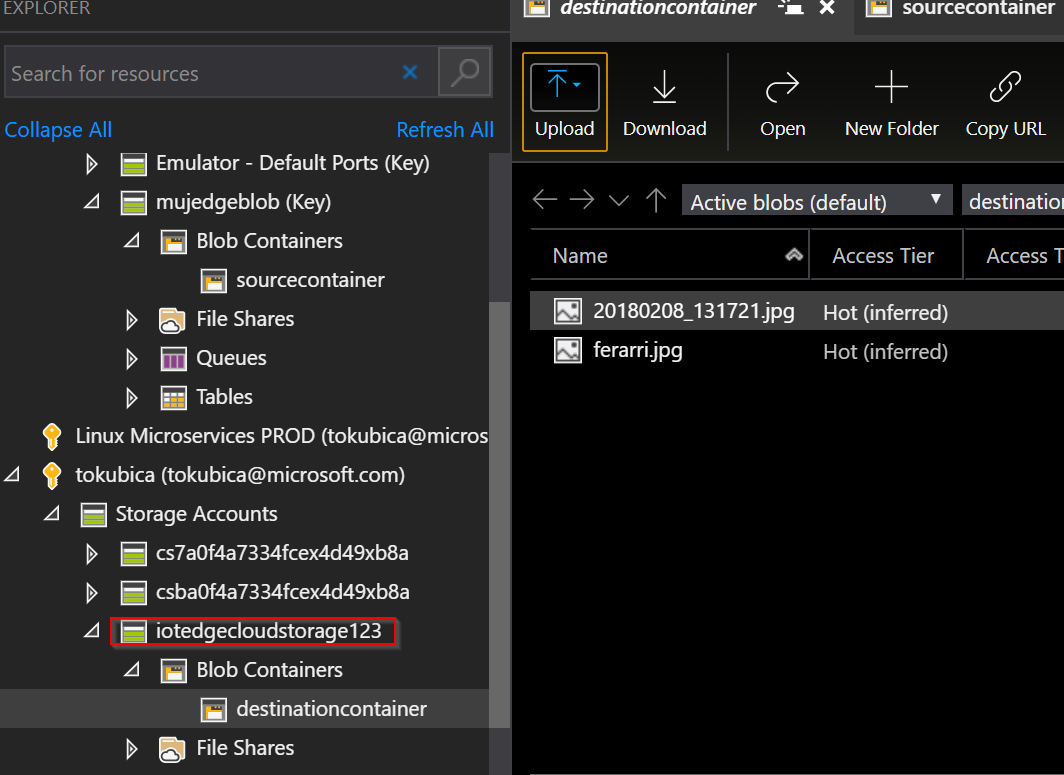 EXPLORER
Search for resources
Collapse All
Refresh All
Emulator - Default Ports (Key)
mujedgeblob (Key)
Blob Containers
sourcecontainer
File Shares
Queues
Tables
Linux Microservices PROD (tokubica@micros
tokubica (tokubica@microsoft.com)
Storage Accounts
cs7a0f4a7334fcex4d49xb8a
csba0f4a7334fcex4d49xb8a
iotedgecloudstorage123
Blob Containers
destinationcontainer
File Shares
destinationcontainer
sourcecontainer
Upload
Download
Open
New Folder
Copy URL
Active blobs (default)
destination
Name
Access Tier
Access T
20180208_131721.jpg
Hot (inferred)
ferarri.jpg
Hot (inferred)